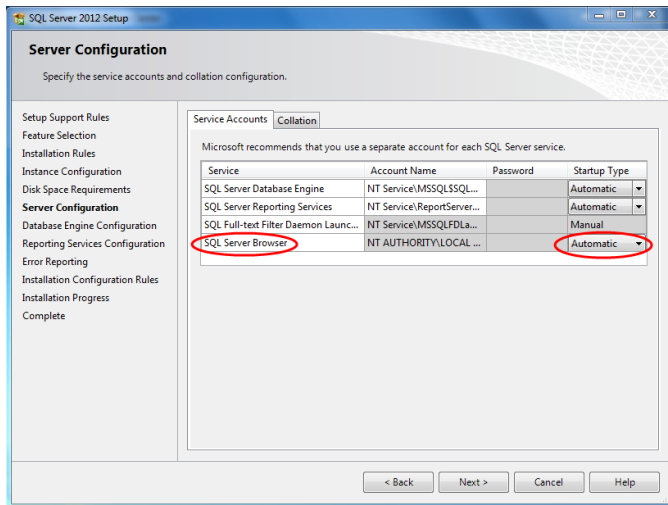 SQL Server 2012 Setup
Server Configuration
Specify the service accounts and collation configuration.
Setup Support Rules
Feature Selection
Installation Rules
Instance Configuration
Disk Space Requirements
Server Configuration
Database Engine Configuration
Reporting Services Configuration
Error Reporting
Installation Configuration Rules
Installation Progress
Complete
Service Accounts Collation
Microsoft recommends that you use a separate account for each SQL Server service.
Service Account Name Password Startup Type
SQL Server Database Engine NT Service\MSSQL$SQL... Automatic
SQL Server Reporting Services NT Service\ReportServer... Automatic
SQL Full-text Filter Daemon Launc... NT Service\MSSQLFDLa... Manual
SQL Server Browser NT AUTHORITY\LOCAL ... Automatic
< Back Next > Cancel Help